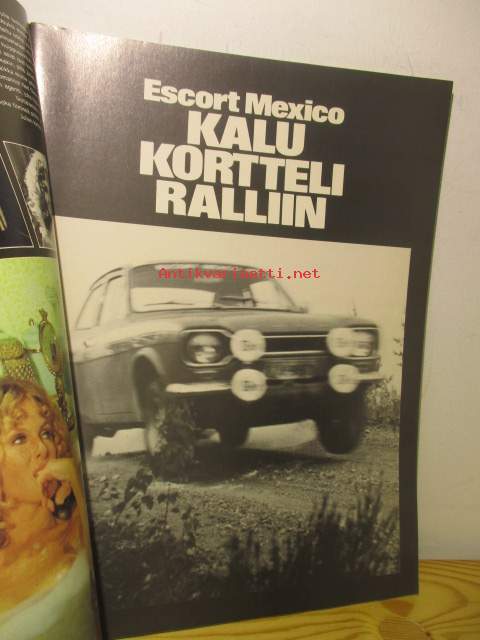 Escort Mexico
KALU
KORTTELI
RALLIIN
Antikvariaatti.net